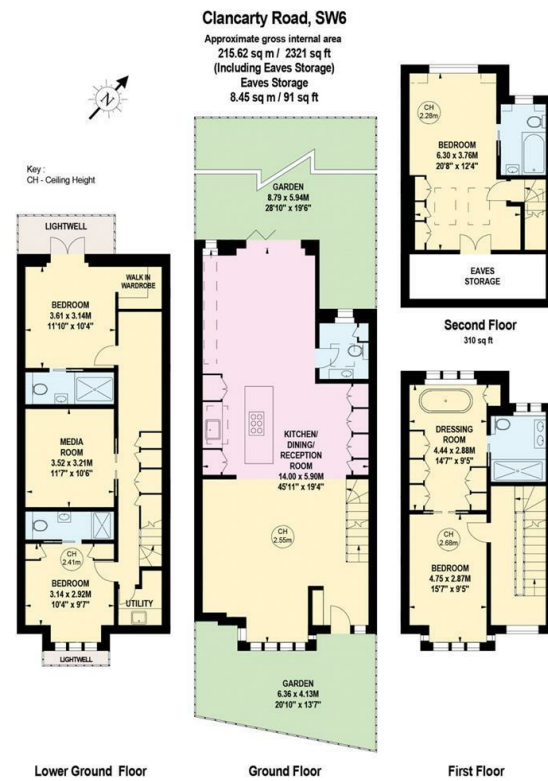 Clancarty Road, SW6
Approximate gross internal area
215.62 sq m / 2321 sq ft
(Including Eaves Storage)
Eaves Storage
8.45 sq m / 91 sq ft
N
Key :
CH - Ceiling Height
LIGHTWELL
BEDROOM
3.61 x 3.14M
11'10" x 10'4"
WALK IN
WARDROBE
MEDIA
ROOM
3.52 x 3.21M
11'7" x 10'6"
CH
2.41m
BEDROOM
3.14 x 2.92M
10'4" x 9'7"
UTILITY
LIGHTWELL
Lower Ground Floor
GARDEN
8.79 x 5.94M
28'10" x 19'6"
KITCHEN/
DINING/
RECEPTION
ROOM
14.00 x 5.90M
45'11" x 19'4"
CH
2.55m
GARDEN
6.36 x 4.13M
20'10" x 13'7"
Ground Floor
CH
2.28m
BEDROOM
6.30 x 3.76M
20'8" x 12'4"
EAVES
STORAGE
Second Floor
310 sq ft
DRESSING
ROOM
4.44 x 2.88M
14'7" x 9'5"
CH
2.68m
BEDROOM
4.75 x 2.87M
15'7" x 9'5"
First Floor